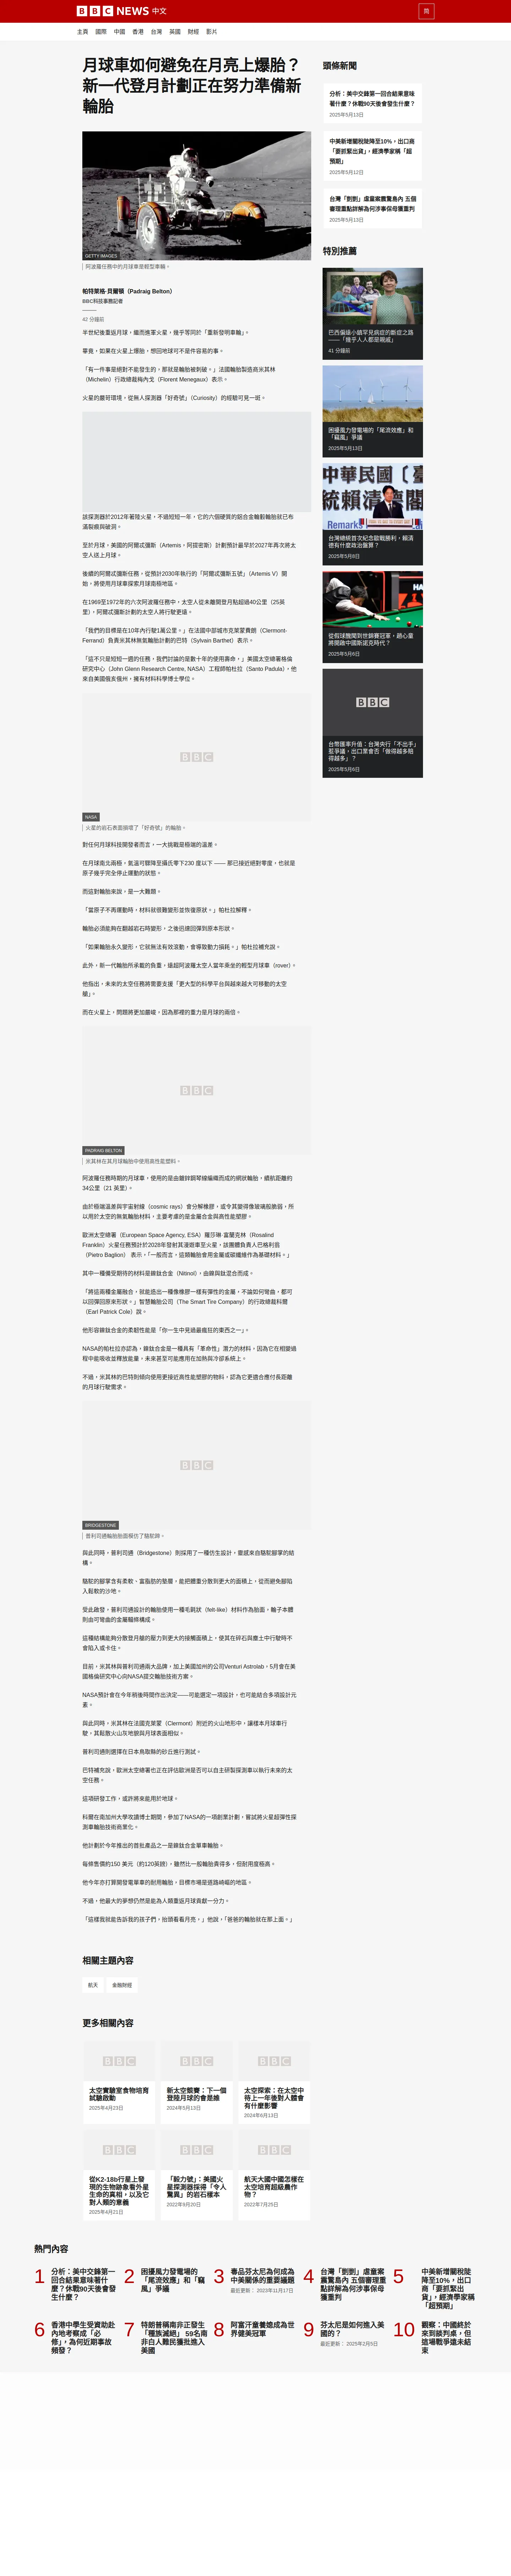 BBC NEWS 中文
简
主頁 國際 中國 香港 台灣 英國 財經 影片
月球車如何避免在月亮上爆胎？
新一代登月計劃正在努力準備新
輪胎
GETTY IMAGES
阿波羅任務中的月球車是輕型車輛。
帕特萊格·貝爾頓（Padraig Belton）
BBC科技事務記者
42 分鐘前
半世紀後重返月球，繼而進軍火星，幾乎等同於「重新發明車輪」。
畢竟，如果在火星上爆胎，想回地球可不是件容易的事。
「有一件事是絕對不能發生的，那就是輪胎被刺破。」法國輪胎製造商米其林
（Michelin）行政總裁梅內戈（Florent Menegaux）表示。
火星的嚴苛環境，從無人探測器「好奇號」（Curiosity）的經驗可見一斑。
該探測器於2012年著陸火星，不過短短一年，它的六個硬質的鋁合金輪轂輪胎就已布
滿裂痕與破洞。
至於月球，美國的阿爾忒彌斯（Artemis，阿提密斯）計劃預計最早於2027年再次將太
空人送上月球。
後續的阿爾忒彌斯任務，從預計2030年執行的「阿爾忒彌斯五號」（Artemis V）開
始，將使用月球車探索月球南極地區。
在1969至1972年的六次阿波羅任務中，太空人從未離開登月點超過40公里（25英
里），阿爾忒彌斯計劃的太空人將行駛更遠。
「我們的目標是在10年內行駛1萬公里。」在法國中部城市克萊蒙費朗（Clermont-
Ferrand）負責米其林無氣輪胎計劃的巴特（Sylvain Barthet）表示。
「這不只是短短一週的任務，我們討論的是數十年的使用壽命，」美國太空總署格倫
研究中心（John Glenn Research Centre, NASA）工程師帕杜拉（Santo Padula），他
來自美國俄亥俄州，擁有材料科學博士學位。
NASA
火星的岩石表面損壞了「好奇號」的輪胎。
對任何月球科技開發者而言，一大挑戰是極端的溫差。
在月球南北兩極，氣溫可驟降至攝氏零下230 度以下 —— 那已接近絕對零度，也就是
原子幾乎完全停止運動的狀態。
而這對輪胎來說，是一大難題。
「當原子不再運動時，材料就很難變形並恢復原狀。」帕杜拉解釋。
輪胎必須能夠在翻越岩石時變形，之後迅速回彈到原本形狀。
「如果輪胎永久變形，它就無法有效滾動，會導致動力損耗。」帕杜拉補充說。
此外，新一代輪胎所承載的負重，遠超阿波羅太空人當年乘坐的輕型月球車（rover）。
他指出，未來的太空任務將需要支援「更大型的科學平台與越來越大可移動的太空
艙」。
而在火星上，問題將更加嚴峻，因為那裡的重力是月球的兩倍。
PADRAIG BELTON
米其林在其月球輪胎中使用高性能塑料。
阿波羅任務時期的月球車，使用的是由鍍鋅鋼琴線編織而成的網狀輪胎，續航距離約
34公里（21 英里）。
由於極端溫差與宇宙射線（cosmic rays）會分解橡膠，或令其變得像玻璃般脆弱，所
以用於太空的無氣輪胎材料，主要考慮的是金屬合金與高性能塑膠。
歐洲太空總署（European Space Agency, ESA）羅莎琳·富蘭克林（Rosalind
Franklin）火星任務預計於2028年發射其漫遊車至火星，該團體負責人巴格利翁
（Pietro Baglion） 表示，「一般而言，這類輪胎會用金屬或碳纖維作為基礎材料。」
其中一種備受期待的材料是鎳鈦合金（Nitinol），由鎳與鈦混合而成。
「將這兩種金屬融合，就能造出一種像橡膠一樣有彈性的金屬，不論如何彎曲，都可
以回彈回原來形狀。」智慧輪胎公司（The Smart Tire Company）的行政總裁科爾
（Earl Patrick Cole）說。
他形容鎳鈦合金的柔韌性能是「你一生中見過最瘋狂的東西之一」。
NASA的帕杜拉亦認為，鎳鈦合金是一種具有「革命性」潛力的材料，因為它在相變過
程中能吸收並釋放能量，未來甚至可能應用在加熱與冷卻系統上。
不過，米其林的巴特則傾向使用更接近高性能塑膠的物料，認為它更適合應付長距離
的月球行駛需求。
BRIDGESTONE
普利司通輪胎胎面模仿了駱駝蹄。
與此同時，普利司通（Bridgestone）則採用了一種仿生設計，靈感來自駱駝腳掌的結
構。
駱駝的腳掌含有柔軟、富脂肪的墊層，能把體重分散到更大的面積上，從而避免腳陷
入鬆軟的沙地。
受此啟發，普利司通設計的輪胎使用一種毛氈狀（felt-like）材料作為胎面，輪子本體
則由可彎曲的金屬輻條構成。
這種結構能夠分散登月艙的壓力到更大的接觸面積上，使其在碎石與塵土中行駛時不
會陷入或卡住。
目前，米其林與普利司通兩大品牌，加上美國加州的公司Venturi Astrolab，5月會在美
國格倫研究中心向NASA提交輪胎技術方案。
NASA預計會在今年稍後時間作出決定——可能選定一項設計，也可能結合多項設計元
素。
與此同時，米其林在法國克萊蒙（Clermont）附近的火山地形中，讓樣本月球車行
駛，其鬆散火山灰地貌與月球表面相似。
普利司通則選擇在日本鳥取縣的砂丘進行測試。
巴特補充說，歐洲太空總署也正在評估歐洲是否可以自主研製探測車以執行未來的太
空任務。
這項研發工作，或許將來能用於地球。
科爾在南加州大學攻讀博士期間，參加了NASA的一項創業計劃，嘗試將火星超彈性探
測車輪胎技術商業化。
他計劃於今年推出的首批產品之一是鎳鈦合金單車輪胎。
每條售價約150 美元（約120英鎊），雖然比一般輪胎貴得多，但耐用度極高。
他今年亦打算開發電單車的耐用輪胎，目標市場是道路崎嶇的地區。
不過，他最大的夢想仍然是能為人類重返月球貢獻一分力。
「這樣我就能告訴我的孩子們，抬頭看看月亮，」他說，「爸爸的輪胎就在那上面。」
相關主題內容
航天 金融財經
更多相關內容
太空實驗室食物培育
試驗啟動
2025年4月23日
新太空競賽：下一個
登陸月球的會是誰
2024年5月13日
太空探索：在太空中
待上一年後對人體會
有什麼影響
2024年6月13日
從K2-18b行星上發
現的生物跡象看外星
生命的真相，以及它
對人類的意義
2025年4月21日
「毅力號」：美國火
星探測器採得「令人
驚異」的岩石樣本
2022年9月20日
航天大國中國怎樣在
太空培育超級農作
物？
2022年7月25日
頭條新聞
分析：美中交鋒第一回合結果意味
著什麼？休戰90天後會發生什麼？
2025年5月13日
中美新增關稅陡降至10%，出口商
「要抓緊出貨」，經濟學家稱「超
預期」
2025年5月12日
台灣「剴剴」虐童案震驚島內 五個
審理重點詳解為何涉事保母獲重判
2025年5月13日
特別推薦
巴西偏遠小鎮罕見病症的斷症之路
——「幾乎人人都是親戚」
41 分鐘前
困擾風力發電場的「尾流效應」和
「竊風」爭議
2025年5月13日
台灣總統首次紀念歐戰勝利，賴清
德有什麼政治盤算？
2025年5月8日
從假球醜聞到世錦賽冠軍，趙心童
將開啟中國斯諾克時代？
2025年5月6日
台幣匯率升值：台灣央行「不出手」
惹爭議，出口業會否「做得越多賠
得越多」？
2025年5月6日
熱門內容
1 分析：美中交鋒第一
回合結果意味著什
麼？休戰90天後會發
生什麼？
2 困擾風力發電場的
「尾流效應」和「竊
風」爭議
3 毒品芬太尼為何成為
中美關係的重要議題
最近更新： 2023年11月17日
4 台灣「剴剴」虐童案
震驚島內 五個審理重
點詳解為何涉事保母
獲重判
5 中美新增關稅陡
降至10%，出口
商「要抓緊出
貨」，經濟學家稱
「超預期」
6 香港中學生受資助赴
內地考察成「必
修」，為何近期事故
頻發？
7 特朗普稱南非正發生
「種族滅絕」 59名南
非白人難民獲批進入
美國
8 阿富汗童養媳成為世
界健美冠軍
9 芬太尼是如何進入美
國的？
最近更新： 2025年2月5日
10 觀察：中國終於
來到談判桌，但
這場戰爭遠未結
束